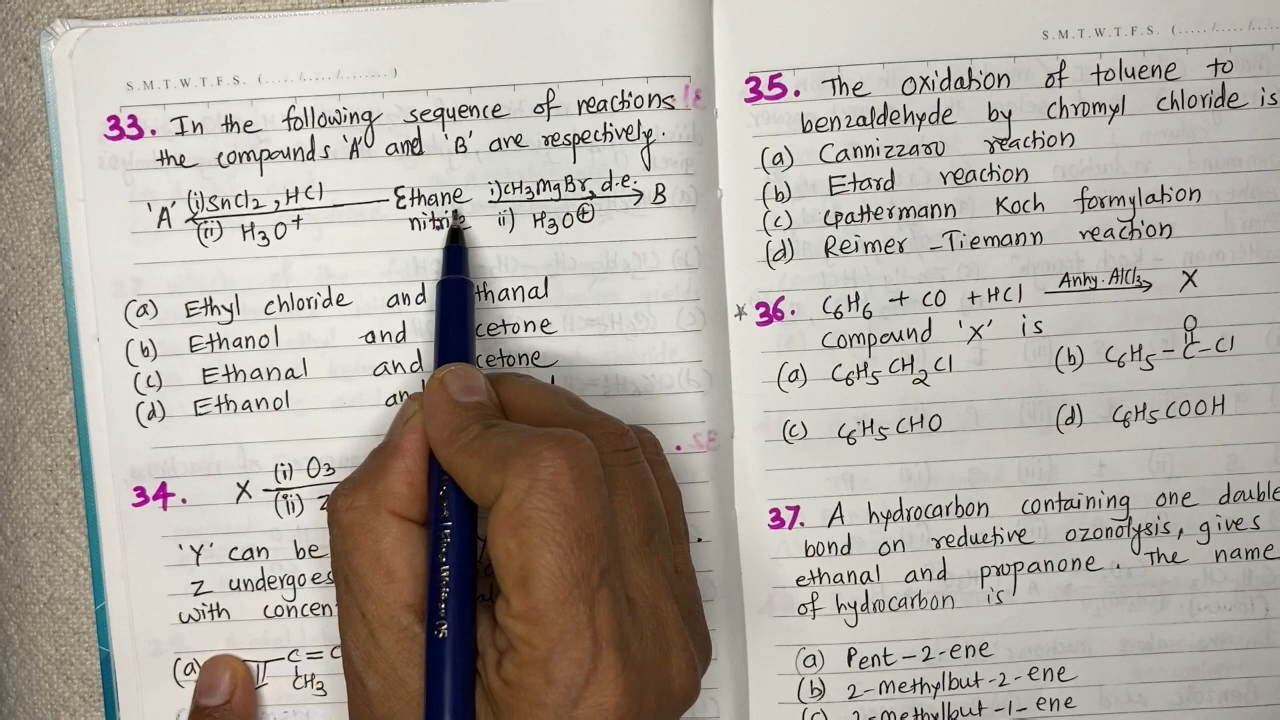 S.M.T.W.T.F.S. (...../...../........)
33. In the following sequence of reactions
the compounds 'A' and 'B' are respectively.
'A' (i) SnCl2, HCl Ethane i) CH3MgBr, d.e. B
(ii) H3O+ nitrile ii) H3O⊕
(a) Ethyl chloride and thanal
(b) Ethanol and cetone
(c) Ethanal and cetone
(d) Ethanol an
34. X (i) O3
(ii)
'Y' can be
Z undergoes
with concen
(a) C=C
CH3
S.M.T.W.T.F.S. (...../...../.....
35. The oxidation of toluene to
benzaldehyde by chromyl chloride is
(a) Cannizzaro reaction
(b) Etard reaction
(c) Gattermann Koch formylation
(d) Reimer -Tiemann reaction
* 36. C6H6 + CO + HCl Anhy. AlCl3 → X
compound 'X' is
(a) C6H5CH2Cl (b) C6H5-C-Cl
O
(c) C6H5CHO (d) C6H5COOH
37. A hydrocarbon containing one double
bond on reductive ozonolysis, gives
ethanal and propanone. The name
of hydrocarbon is
(a) Pent-2-ene
(b) 2-methylbut-2-ene
(c) 2-methylbut-1-ene